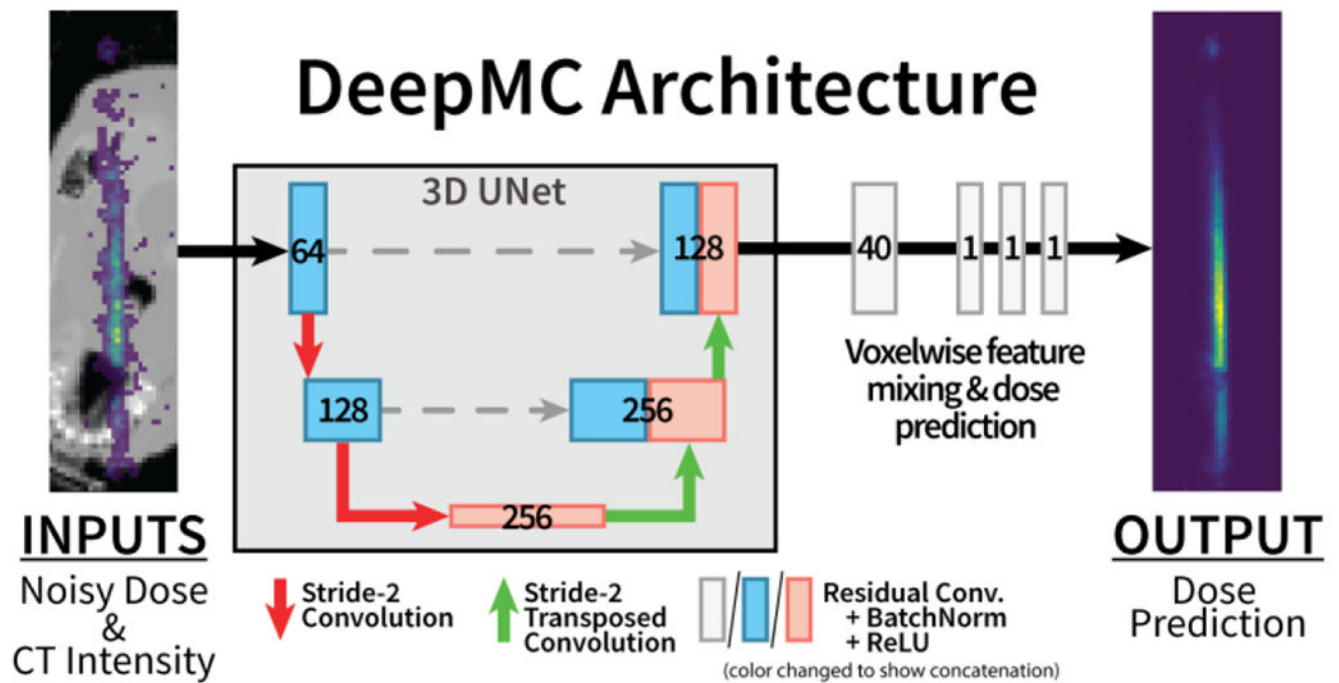 DeepMC Architecture
3D UNet
64
128
40
1
1
1
128
256
256
Voxelwise feature
mixing & dose
prediction
INPUTS
Noisy Dose
&
CT Intensity
OUTPUT
Dose
Prediction
Stride-2
Convolution
Stride-2
Transposed
Convolution
Residual Conv.
+ BatchNorm
+ ReLU
(color changed to show concatenation)